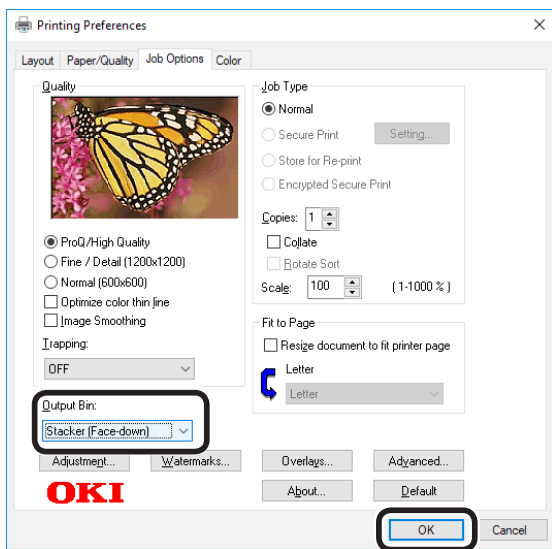 Printing Preferences
Layout Paper/Quality Job Options Color
Quality
ProQ/High Quality
Fine / Detail (1200x1200)
Normal (600x600)
Optimize color thin line
Image Smoothing
Trapping:
OFF
Output Bin:
Stacker (Face-down)
Job Type
Normal
Secure Print Setting...
Store for Re-print
Encrypted Secure Print
Copies: 1
Collate
Rotate Sort
Scale: 100 (1-1000 %)
Fit to Page
Resize document to fit printer page
Letter
Letter
Adjustment... Watermarks... Overlays... Advanced...
OKI About... Default
OK Cancel